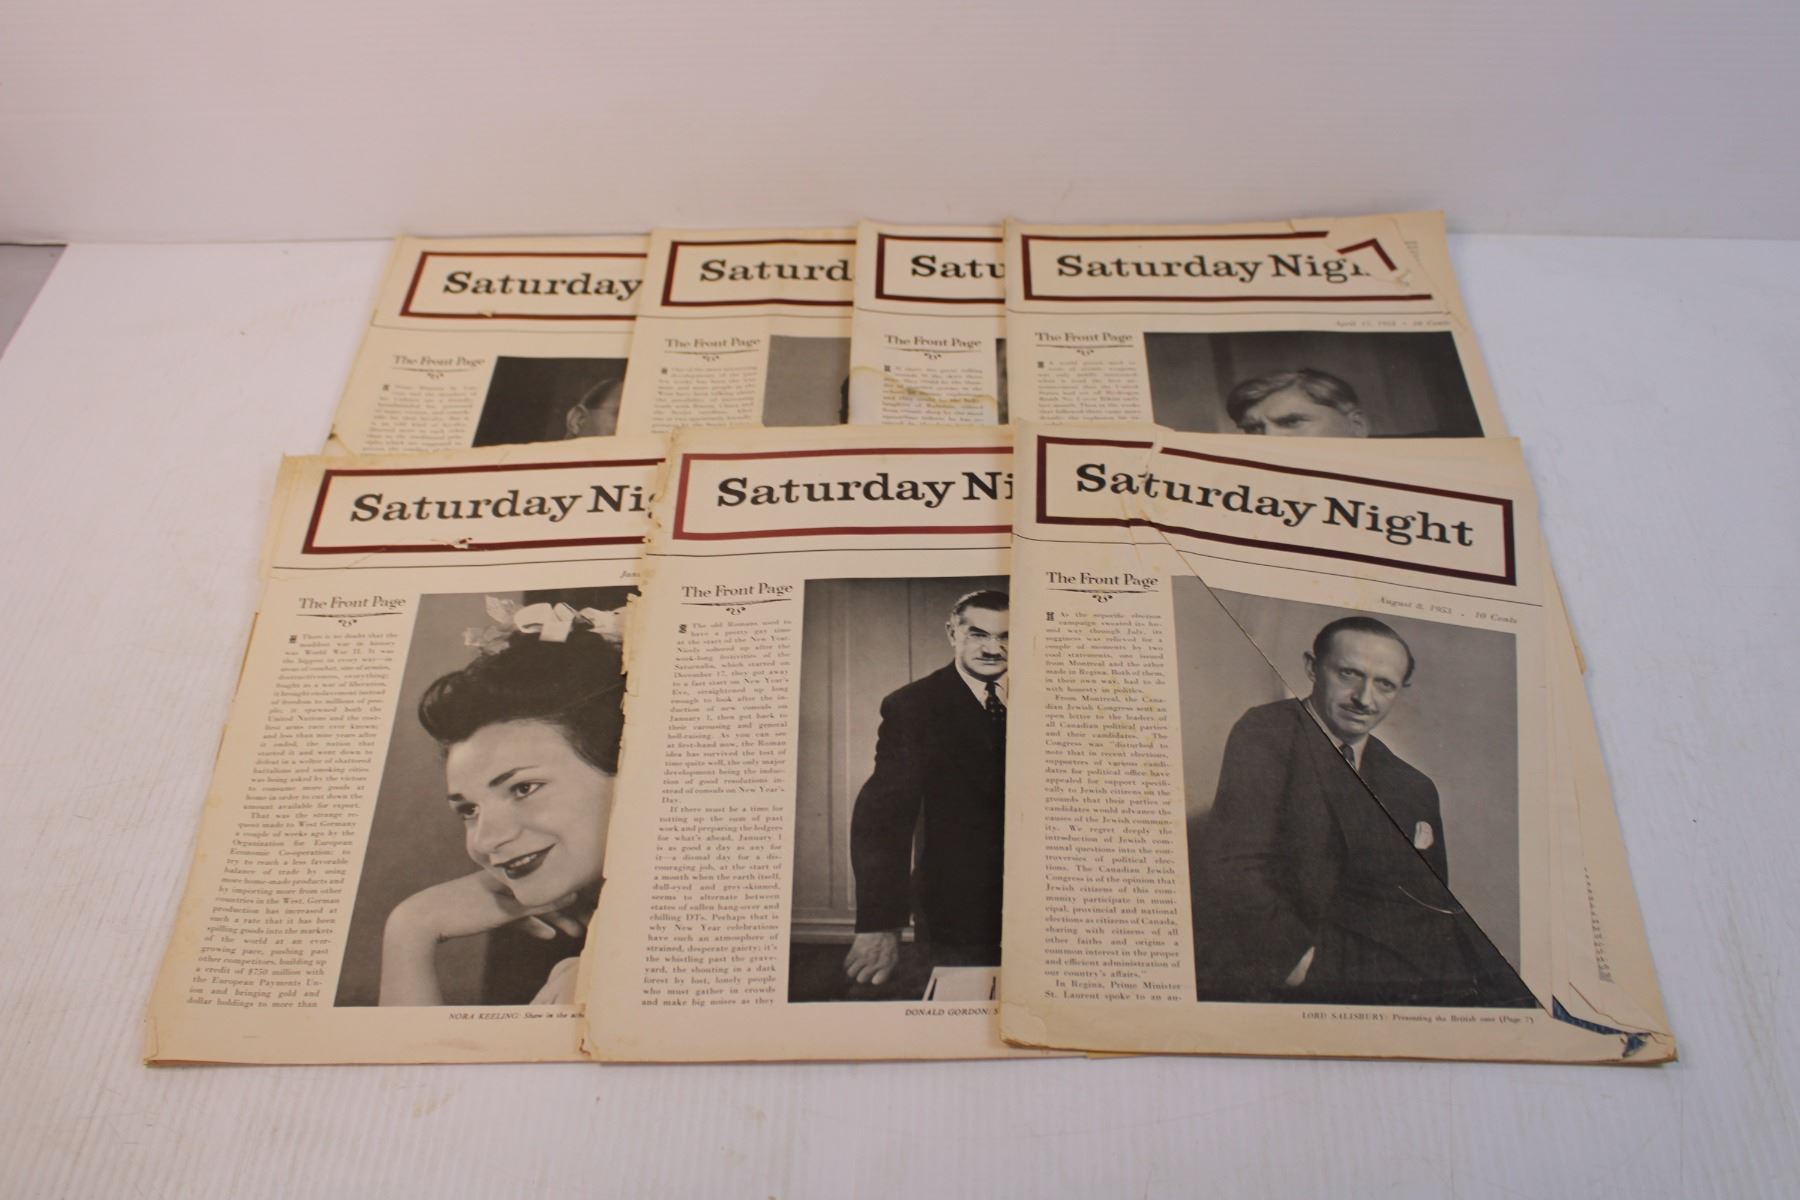 Saturday
The Front Page
Saturd
The Front Page
Satu
The Front Page
Saturday Nig
April 17, 1954 • 10 Cents
The Front Page
Saturday Ni
The Front Page
There is no doubt that the
maddest war in history
was World War II. It was
the biggest in every way—in
areas of combat, size of armies,
destructiveness, everything;
fought as a war of liberation,
it brought enslavement instead
of freedom to millions of peo-
ple; it spawned both the
United Nations and the cost-
liest arms race ever known;
and less than nine years after
it ended, the nation that
started it and went down to
defeat in a welter of shattered
battalions and smoking cities
was being asked by the victors
to consume more goods at
home in order to cut down the
amount available for export.
That was the strange re-
quest made to West Germany
a couple of weeks ago by the
Organization for European
Economic Co-operation: to
try to reach a less favorable
balance of trade by using
more home-made products and
by importing more from other
countries in the West. German
production has increased at
such a rate that it has been
spilling goods into the markets
of the world at an ever-
growing pace, pushing past
other competitors, building up
a credit of $750 million with
the European Payments Un-
ion and bringing gold and
dollar holdings to more than
NORA KEELING: Show in the
Saturday Ni
The Front Page
The old Romans used to
have a pretty gay time
at the start of the New Year.
Nicely sobered up after the
week-long festivities of the
Saturnalia, which started on
December 17, they got away
to a fast start on New Year's
Eve, straightened up long
enough to look after the in-
duction of new consuls on
January 1, then got back to
their carousing and general
hell-raising. As you can see
at first-hand now, the Roman
idea has survived the test of
time quite well, the only major
development being the induc-
tion of good resolutions in-
stead of consuls on New Year's
Day.
If there must be a time for
totting up the sum of past
work and preparing the ledgers
for what's ahead, January 1
is as good a day as any for
it—a dismal day for a dis-
couraging job, at the start of
a month when the earth itself,
dull-eyed and grey-skinned,
seems to alternate between
states of sullen hang-over and
chilling DTs. Perhaps that is
why New Year celebrations
have such an atmosphere of
strained, desperate gaiety; it's
the whistling past the grave-
yard, the shouting in a dark
forest by lost, lonely people
who must gather in crowds
and make big noises as they
DONALD GORDON:
Saturday Night
August 8, 1953 • 10 Cents
The Front Page
As the soporific election
campaign sweated its hu-
mid way through July, its
sogginess was relieved for a
couple of moments by two
cool statements, one issued
from Montreal and the other
made in Regina. Both of them,
in their own way, had to do
with honesty in politics.
From Montreal, the Cana-
dian Jewish Congress sent an
open letter to the leaders of
all Canadian political parties
and their candidates. The
Congress was "disturbed to
note that in recent elections,
supporters of various candi-
dates for political office have
appealed for support specifi-
cally to Jewish citizens on the
grounds that their parties or
candidates would advance the
causes of the Jewish commun-
ity. We regret deeply the
introduction of Jewish com-
munal questions into the con-
troversies of political elec-
tions. The Canadian Jewish
Congress is of the opinion that
Jewish citizens of this com-
munity participate in muni-
cipal, provincial and national
elections as citizens of Canada,
sharing with citizens of all
other faiths and origins a
common interest in the proper
and efficient administration of
our country's affairs."
In Regina, Prime Minister
St. Laurent spoke to an au-
LORD SALISBURY: Presenting the British case (Page 7)